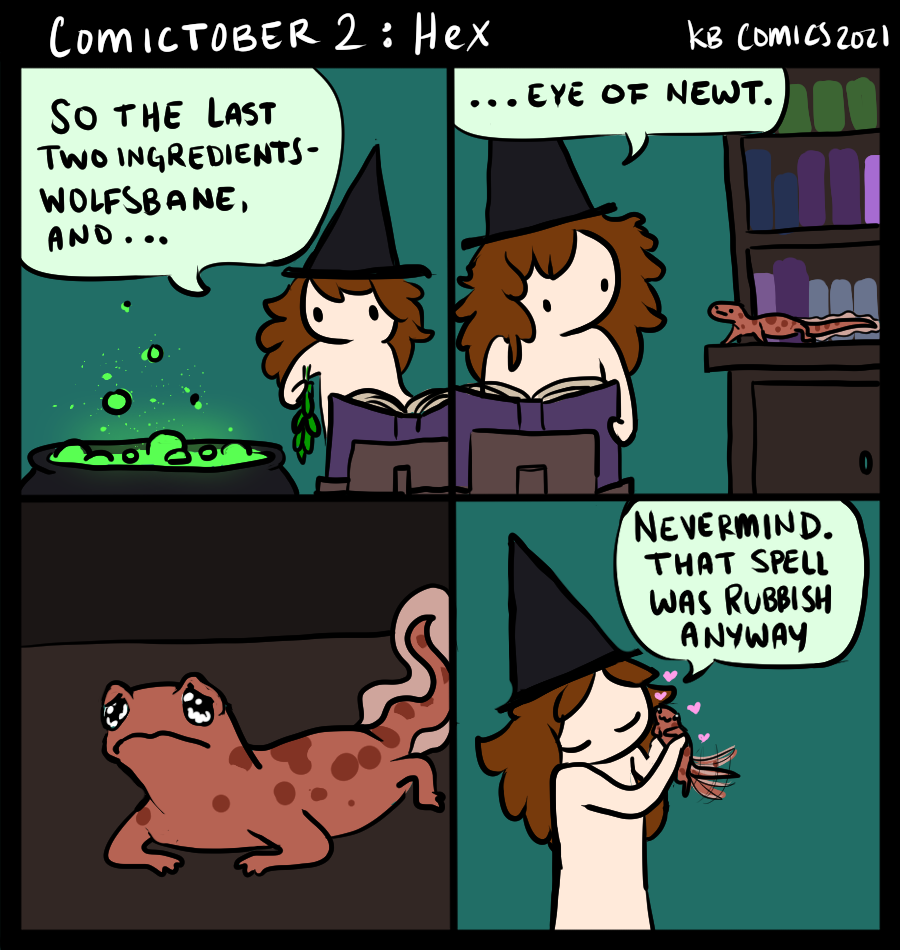 COMICTOBER 2: HEX
KB COMICS 2021
SO THE LAST
TWO INGREDIENTS-
WOLFSBANE,
AND...
...EYE OF NEWT.
NEVERMIND.
THAT SPELL
WAS RUBBISH
ANYWAY